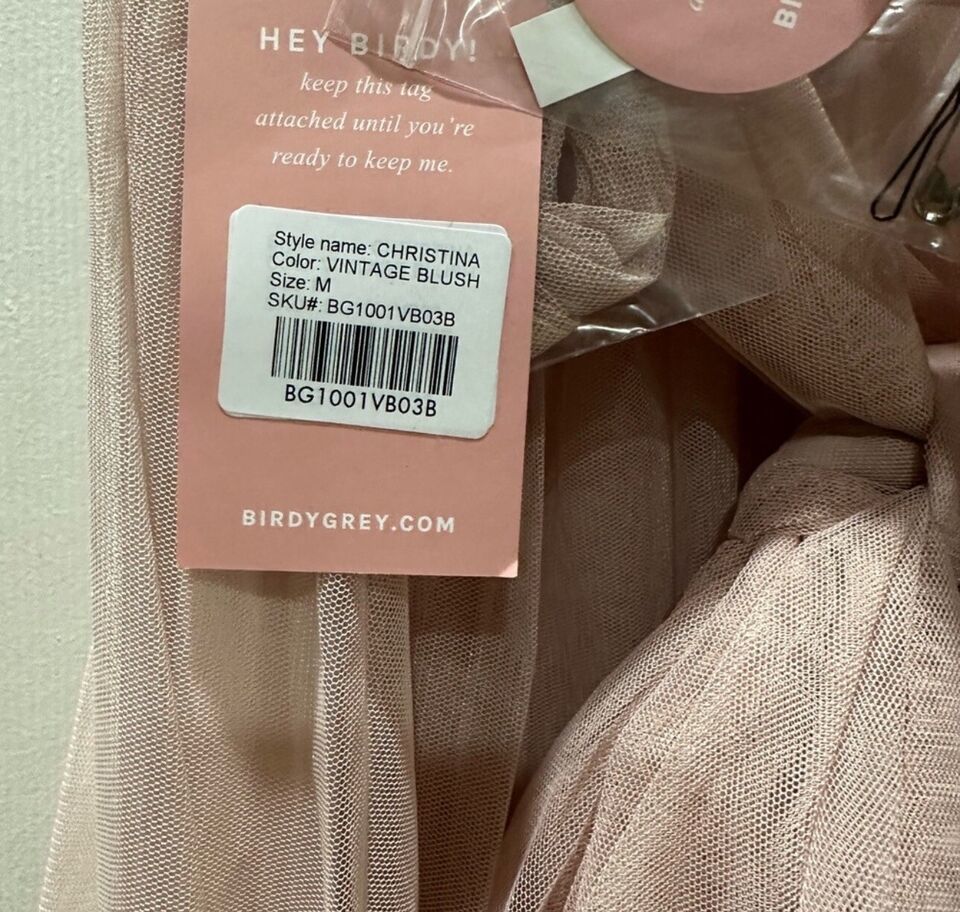 HEY BIRDY!
keep this tag
attached until you're
ready to keep me.
Style name: CHRISTINA
Color: VINTAGE BLUSH
Size: M
SKU#: BG1001VB03B
BG1001VB03B
BIRDYGREY.COM